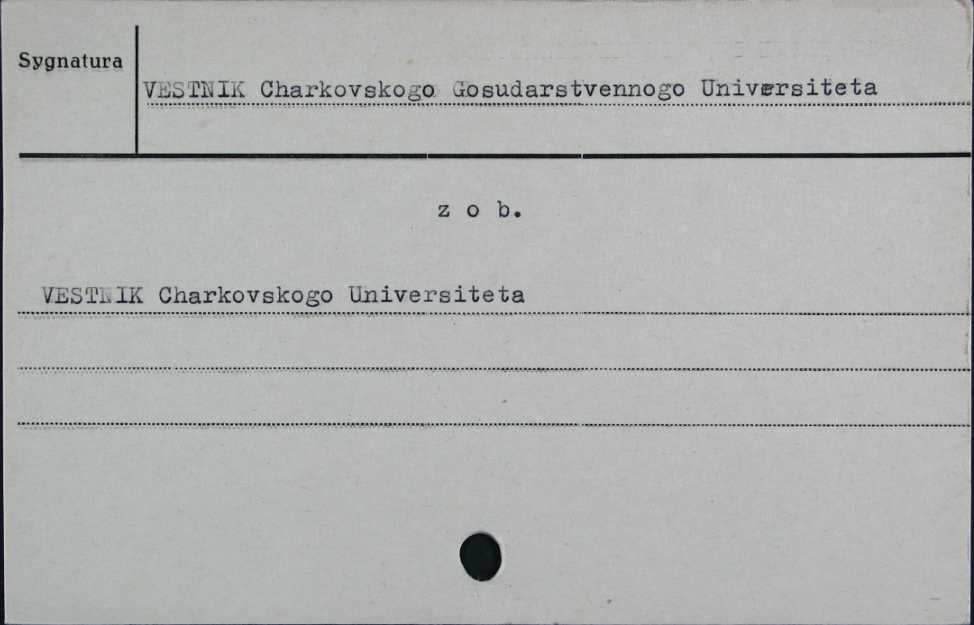 Sygnatura
VESTNIK Charkovskogo Gosudarstvennogo Universiteta
z o b.
VESTNIK Charkovskogo Universiteta